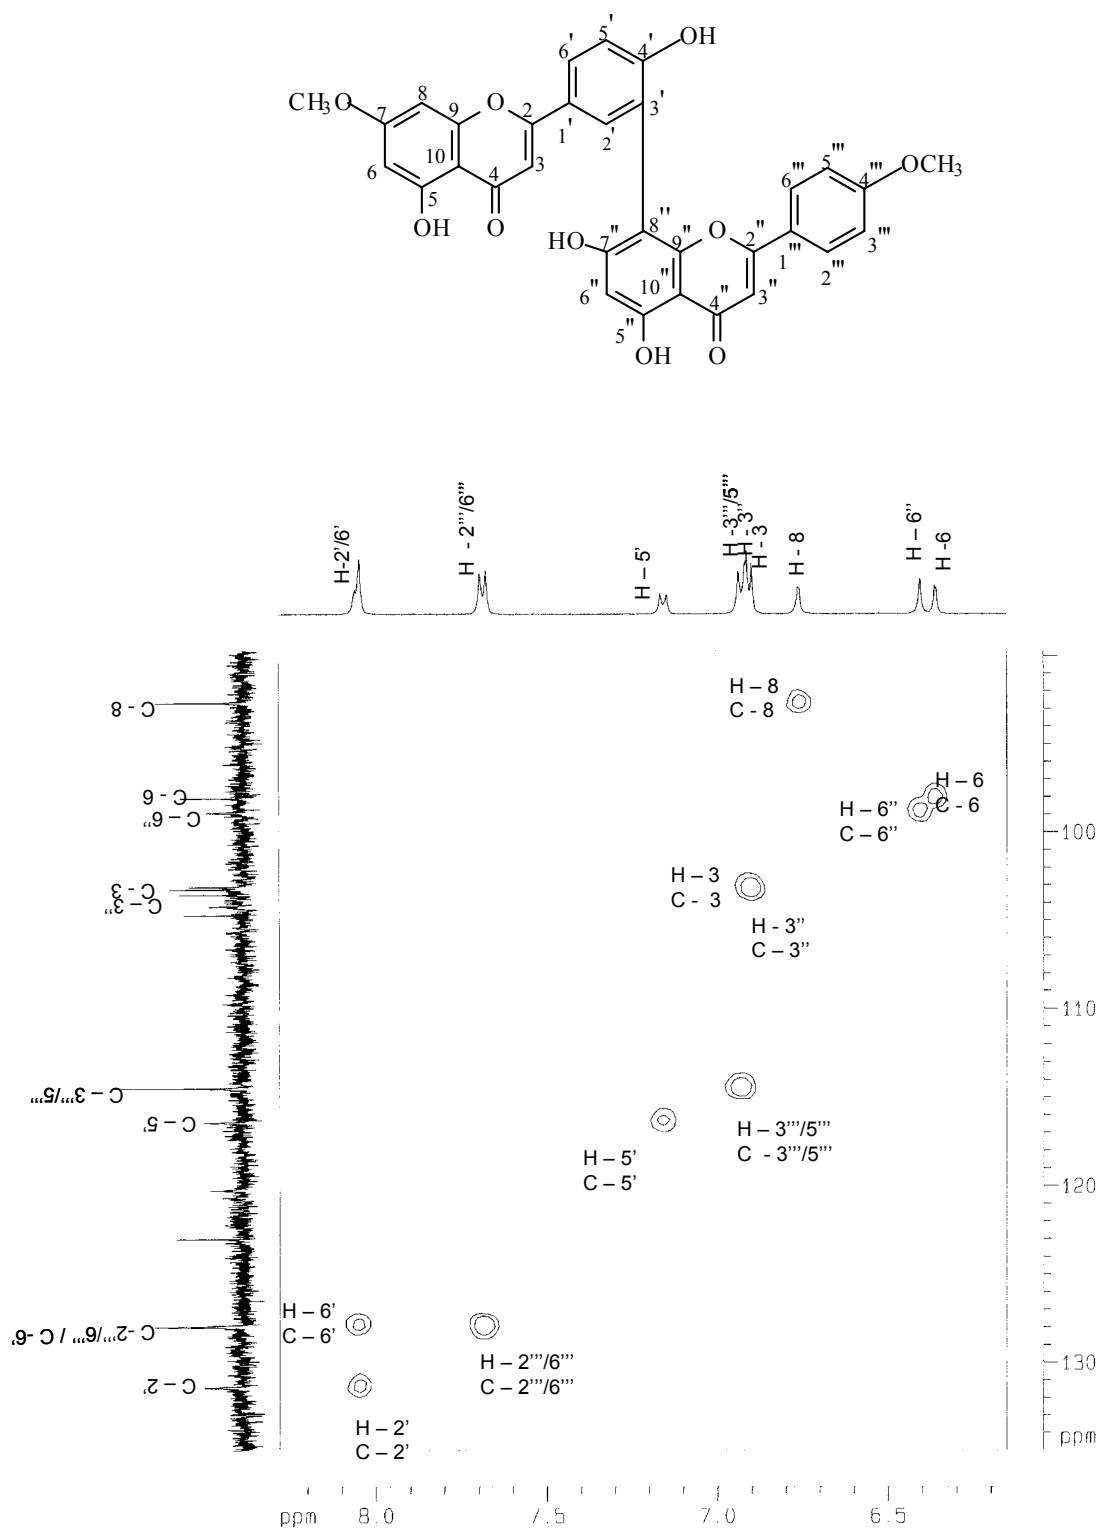 5'
6'
4'
OH
CH₃O
8
7
9
O
2
1'
2'
3'
10
3
6
5
4
OH
O
5'''
6'''
4'''
OCH₃
8''
HO
7''
9''
O
2''
1'''
3'''
2'''
6''
10''
4''
3''
5''
OH
O
H-2'/6'
H - 2'''/6'''
H – 5'
H -3'''/5'''
H - 3''
H - 3
H - 8
H – 6''
H -6
C - 8
C - 6
C – 6''
C - 3
C – 3''
C – 3'''/5'''
C – 5'
C -2'''/6''' / C -6'
C – 2'
H – 8
C - 8
H – 6
C - 6
H – 6''
C – 6''
H – 3
C - 3
H - 3''
C – 3''
H – 3'''/5'''
C - 3'''/5'''
H – 5'
C – 5'
H – 6'
C – 6'
H – 2'''/6'''
C – 2'''/6'''
H – 2'
C – 2'
100
110
120
130
ppm
ppm 8.0 7.5 7.0 6.5